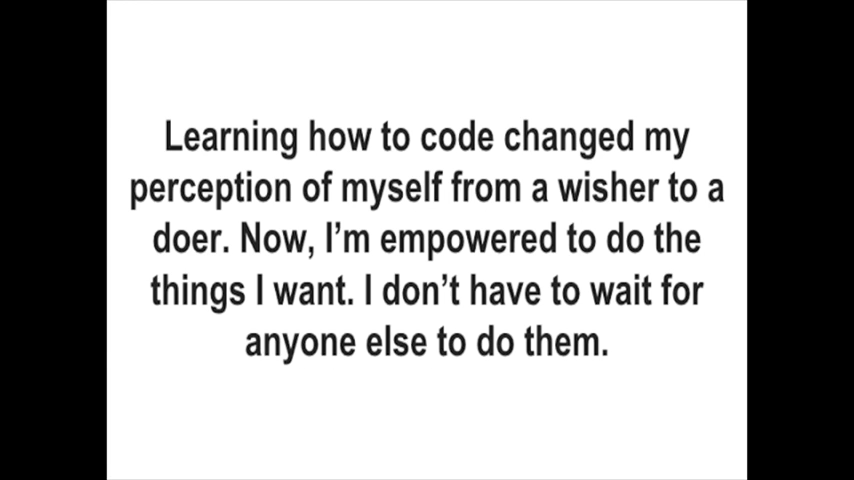 Learning how to code changed my
perception of myself from a wisher to a
doer. Now, I’m empowered to do the
things I want. I don’t have to wait for
anyone else to do them.